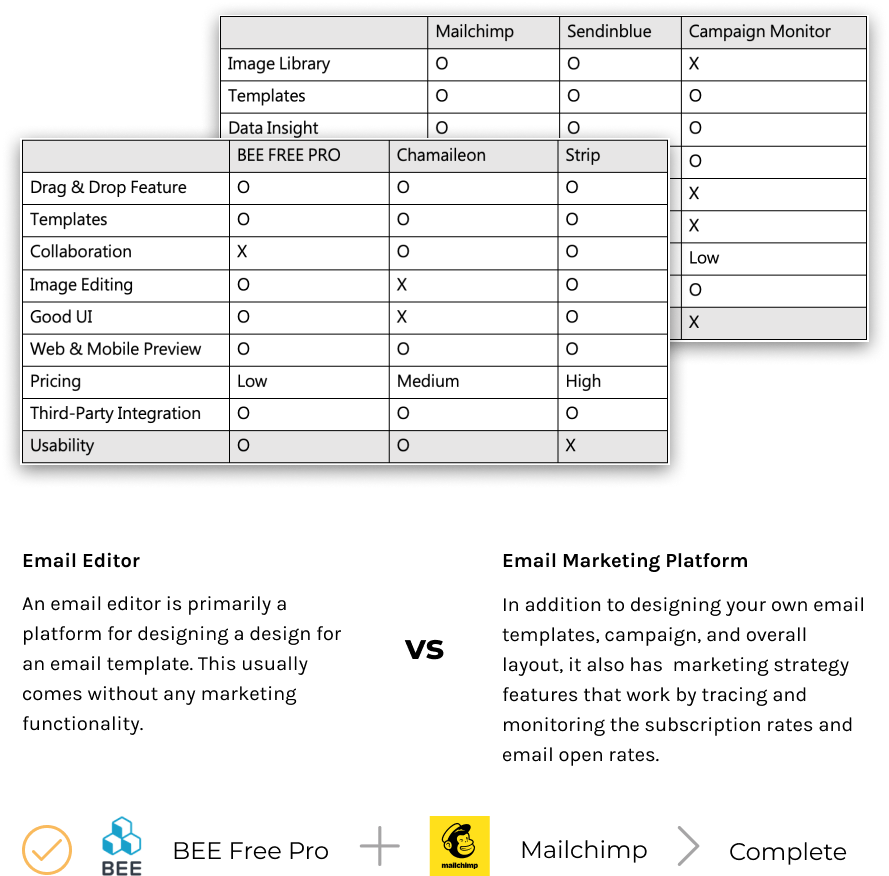 Mailchimp Sendinblue Campaign Monitor
Image Library O O X
Templates O O O
Data Insight O O O
O
X
X
Low
O
X
BEE FREE PRO Chamaileon Strip
Drag & Drop Feature O O O
Templates O O O
Collaboration X O O
Image Editing O X O
Good UI O X O
Web & Mobile Preview O O O
Pricing Low Medium High
Third-Party Integration O O O
Usability O O X
Email Editor
An email editor is primarily a
platform for designing a design for
an email template. This usually
comes without any marketing
functionality.
vs
Email Marketing Platform
In addition to designing your own email
templates, campaign, and overall
layout, it also has  marketing strategy
features that work by tracing and
monitoring the subscription rates and
email open rates.
BEE BEE Free Pro + mailchimp Mailchimp > Complete